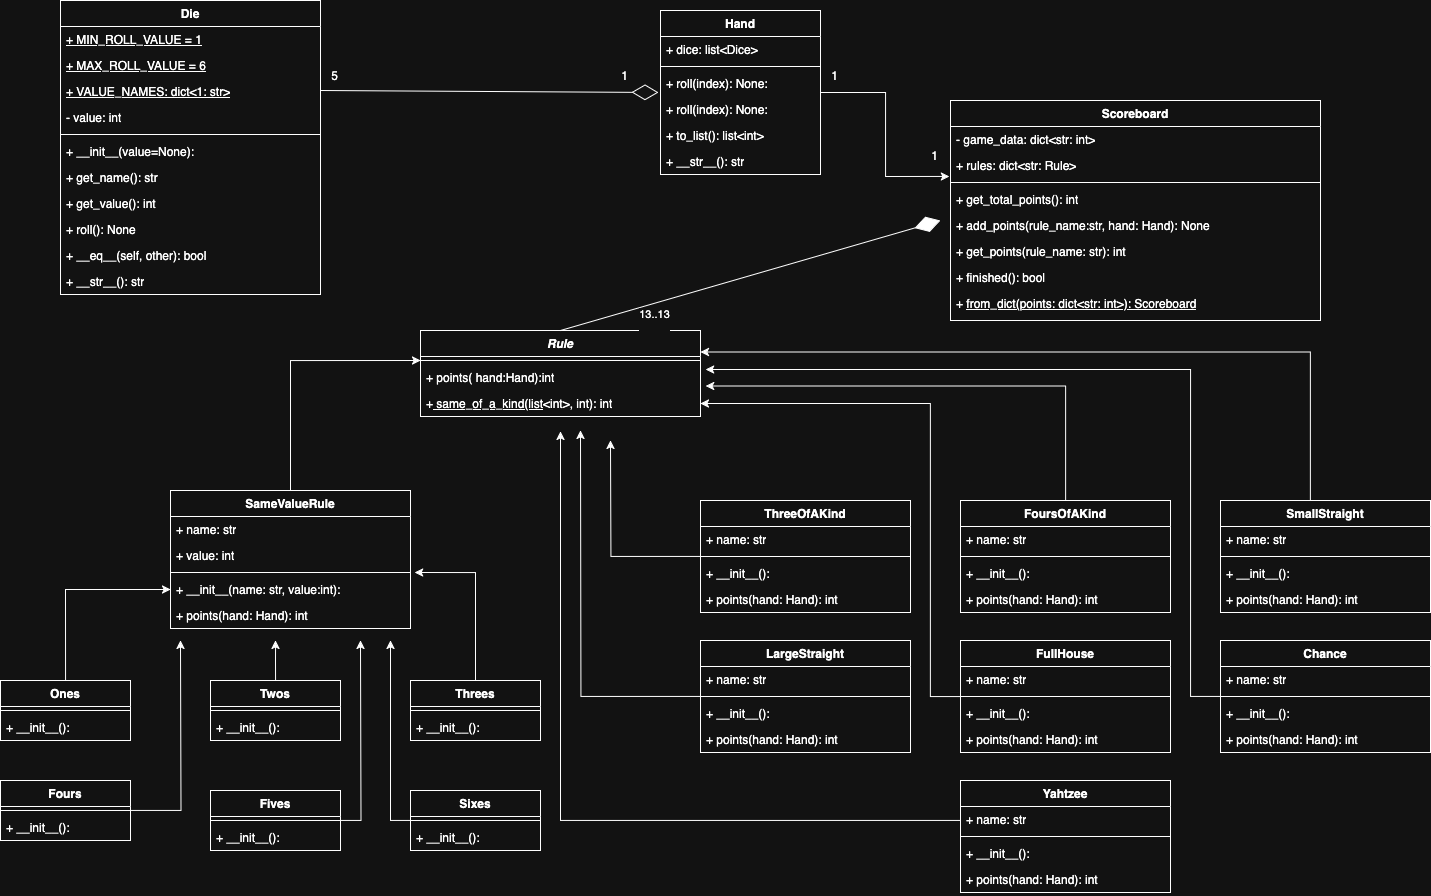 Die
+ MIN_ROLL_VALUE = 1
+ MAX_ROLL_VALUE = 6
+ VALUE_NAMES: dict<1: str>
- value: int
+ __init__(value=None):
+ get_name(): str
+ get_value(): int
+ roll(): None
+ __eq__(self, other): bool
+ __str__(): str
5
1
Hand
+ dice: list<Dice>
+ roll(index): None:
+ roll(index): None:
+ to_list(): list<int>
+ __str__(): str
1
1
Scoreboard
- game_data: dict<str: int>
+ rules: dict<str: Rule>
+ get_total_points(): int
+ add_points(rule_name:str, hand: Hand): None
+ get_points(rule_name: str): int
+ finished(): bool
+ from_dict(points: dict<str: int>): Scoreboard
13..13
Rule
+ points( hand:Hand):int
+ same_of_a_kind(list<int>, int): int
SameValueRule
+ name: str
+ value: int
+ __init__(name: str, value:int):
+ points(hand: Hand): int
ThreeOfAKind
+ name: str
+ __init__():
+ points(hand: Hand): int
FoursOfAKind
+ name: str
+ __init__():
+ points(hand: Hand): int
SmallStraight
+ name: str
+ __init__():
+ points(hand: Hand): int
LargeStraight
+ name: str
+ __init__():
+ points(hand: Hand): int
FullHouse
+ name: str
+ __init__():
+ points(hand: Hand): int
Chance
+ name: str
+ __init__():
+ points(hand: Hand): int
Ones
+ __init__():
Twos
+ __init__():
Threes
+ __init__():
Fours
+ __init__():
Fives
+ __init__():
Sixes
+ __init__():
Yahtzee
+ name: str
+ __init__():
+ points(hand: Hand): int